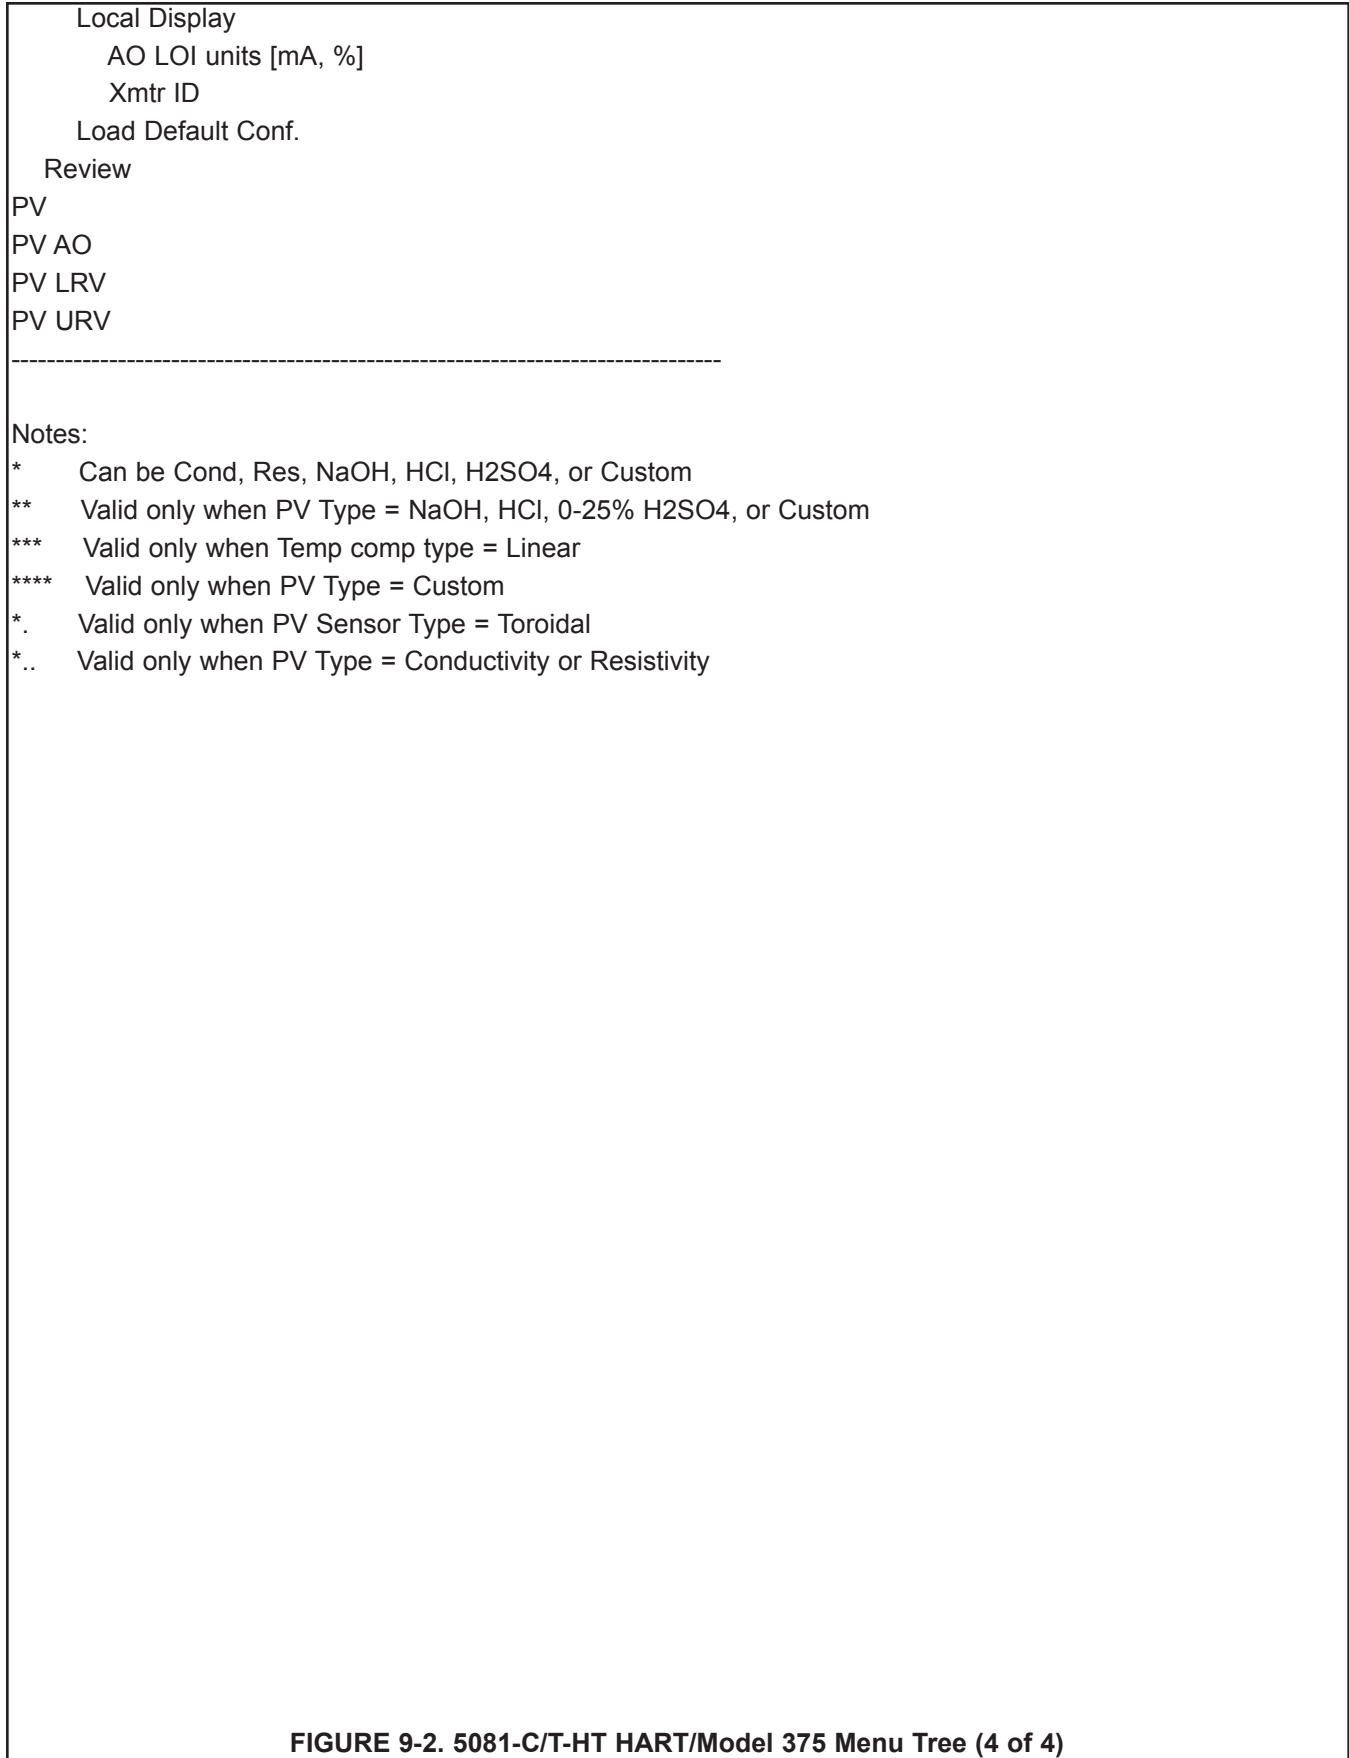 Local Display
AO LOI units [mA, %]
Xmtr ID
Load Default Conf.
Review
PV
PV AO
PV LRV
PV URV
--------------------------------------------------------------------------------
Notes:
* Can be Cond, Res, NaOH, HCl, H2SO4, or Custom
** Valid only when PV Type = NaOH, HCl, 0-25% H2SO4, or Custom
*** Valid only when Temp comp type = Linear
**** Valid only when PV Type = Custom
*. Valid only when PV Sensor Type = Toroidal
*.. Valid only when PV Type = Conductivity or Resistivity
FIGURE 9-2. 5081-C/T-HT HART/Model 375 Menu Tree (4 of 4)